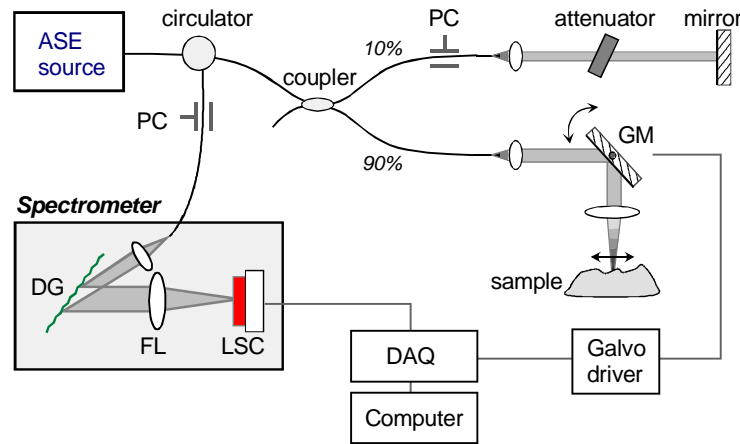 circulator
PC
attenuator
mirror
ASE
source
10%
coupler
PC
GM
90%
Spectrometer
DG
sample
FL
LSC
DAQ
Galvo
driver
Computer